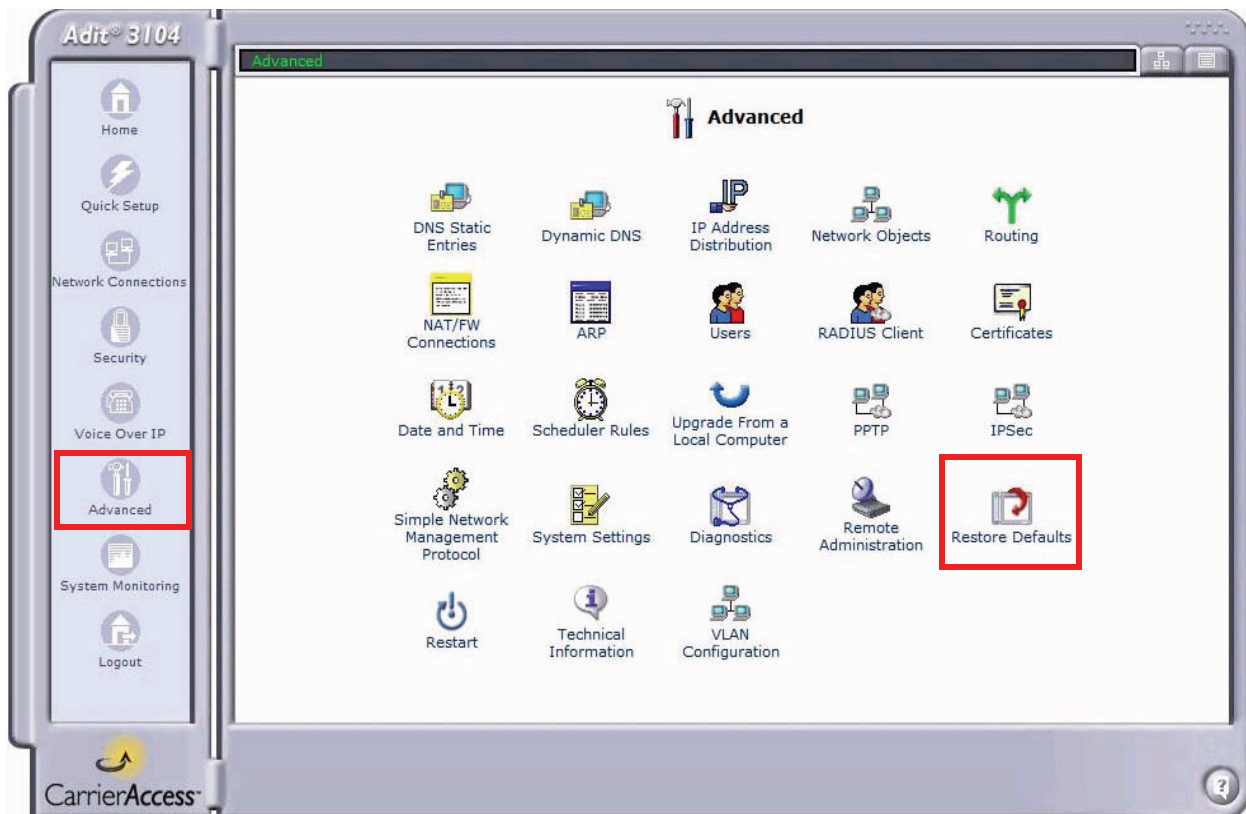 Adit® 3104
Advanced
Home
Quick Setup
Network Connections
Security
Voice Over IP
Advanced
System Monitoring
Logout
CarrierAccess
Advanced
DNS Static
Entries
Dynamic DNS
IP Address
Distribution
Network Objects
Routing
NAT/FW
Connections
ARP
Users
RADIUS Client
Certificates
Date and Time
Scheduler Rules
Upgrade From a
Local Computer
PPTP
IPSec
Simple Network
Management
Protocol
System Settings
Diagnostics
Remote
Administration
Restore Defaults
Restart
Technical
Information
VLAN
Configuration